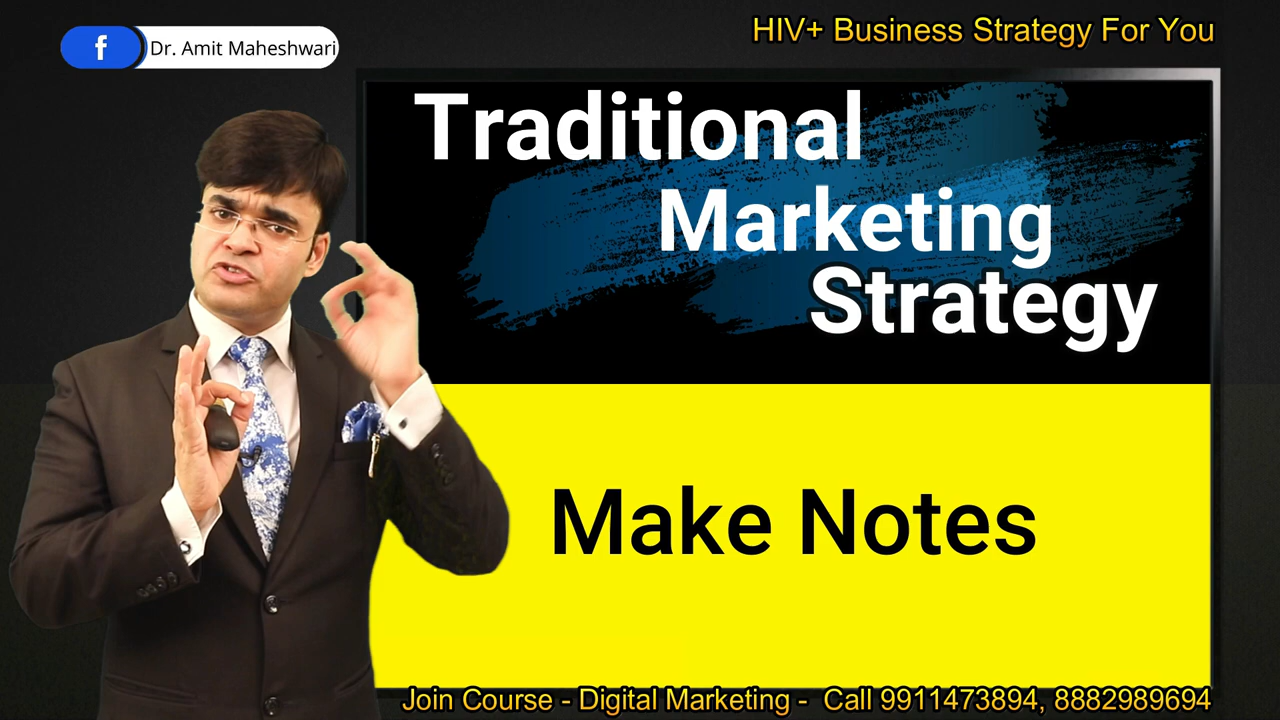 HIV+ Business Strategy For You
f Dr. Amit Maheshwari
Traditional
Marketing
Strategy
Make Notes
Join Course - Digital Marketing - Call 9911473894, 8882989694